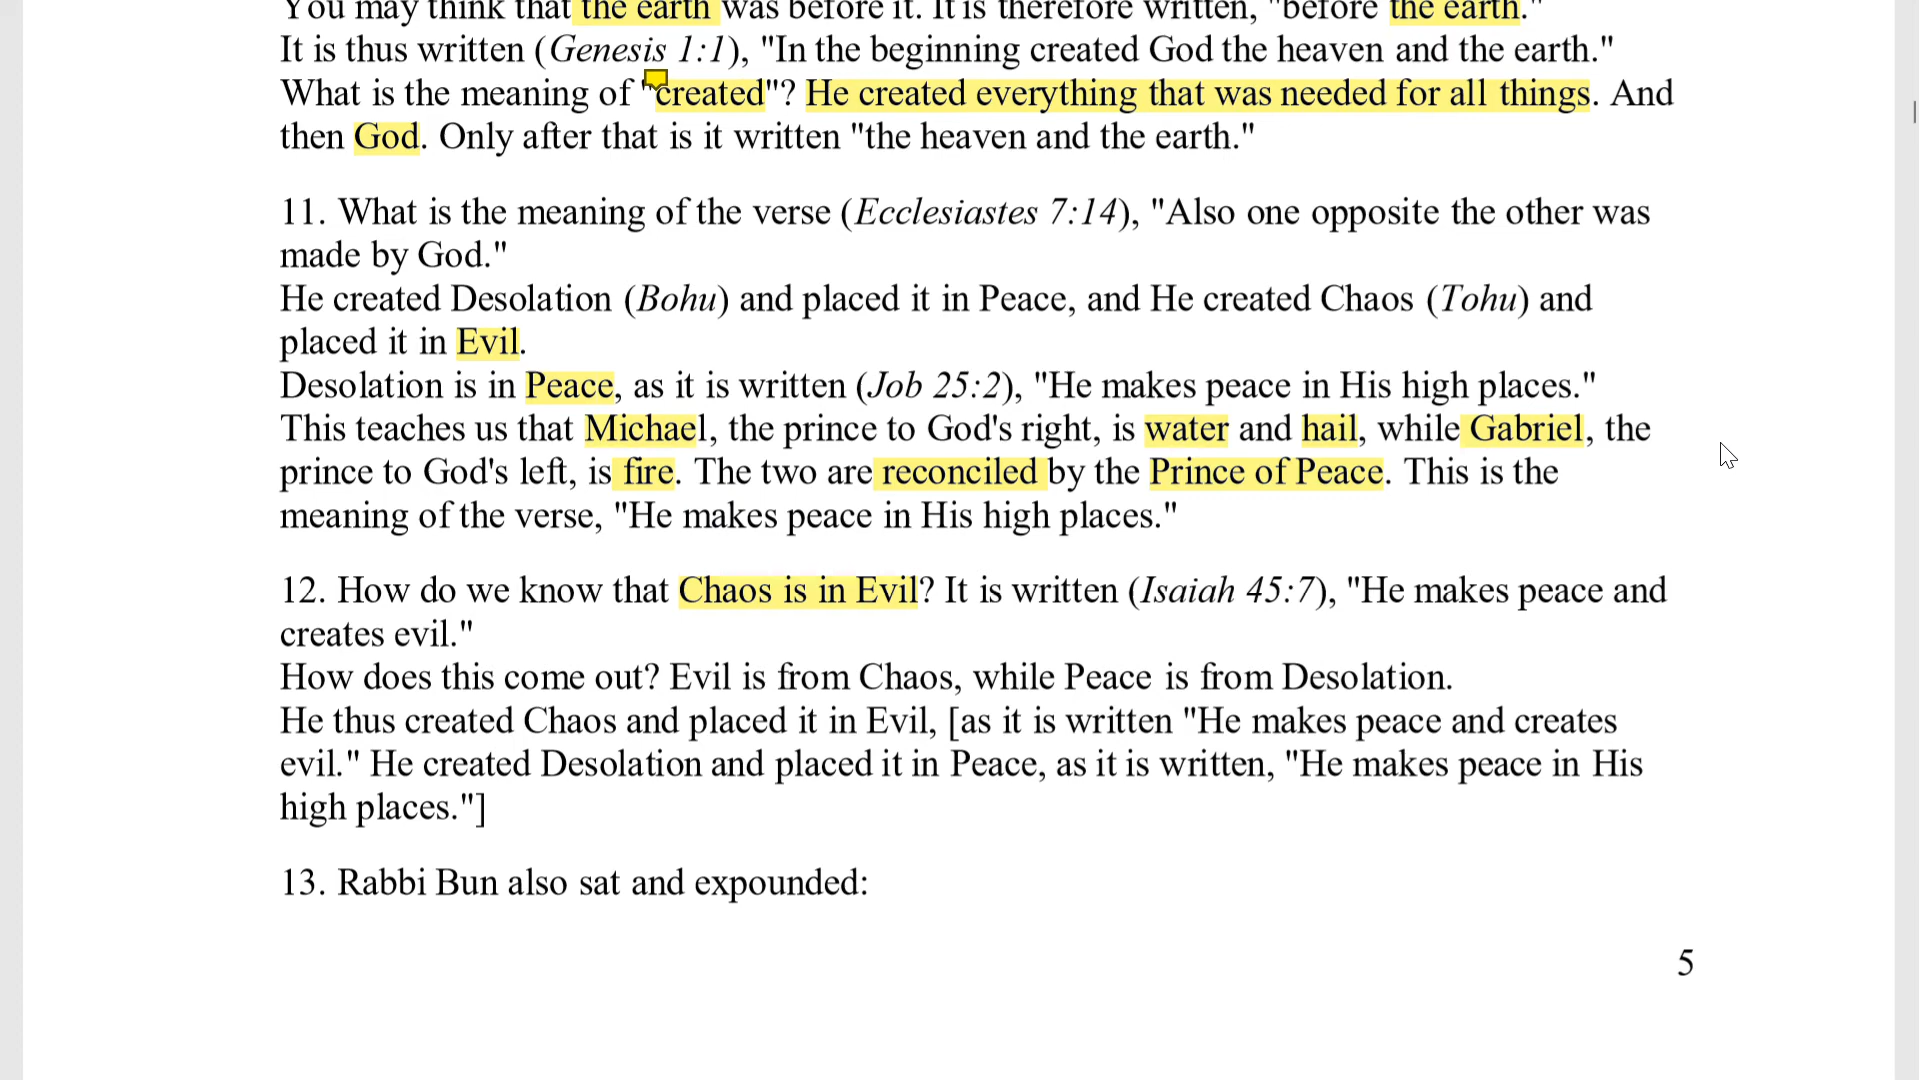 You may think that the earth was before it. It is therefore written, "before the earth."
It is thus written (Genesis 1:1), "In the beginning created God the heaven and the earth."
What is the meaning of "created"? He created everything that was needed for all things. And
then God. Only after that is it written "the heaven and the earth."
11. What is the meaning of the verse (Ecclesiastes 7:14), "Also one opposite the other was
made by God."
He created Desolation (Bohu) and placed it in Peace, and He created Chaos (Tohu) and
placed it in Evil.
Desolation is in Peace, as it is written (Job 25:2), "He makes peace in His high places."
This teaches us that Michael, the prince to God's right, is water and hail, while Gabriel, the
prince to God's left, is fire. The two are reconciled by the Prince of Peace. This is the
meaning of the verse, "He makes peace in His high places."
12. How do we know that Chaos is in Evil? It is written (Isaiah 45:7), "He makes peace and
creates evil."
How does this come out? Evil is from Chaos, while Peace is from Desolation.
He thus created Chaos and placed it in Evil, [as it is written "He makes peace and creates
evil." He created Desolation and placed it in Peace, as it is written, "He makes peace in His
high places."]
13. Rabbi Bun also sat and expounded:
5